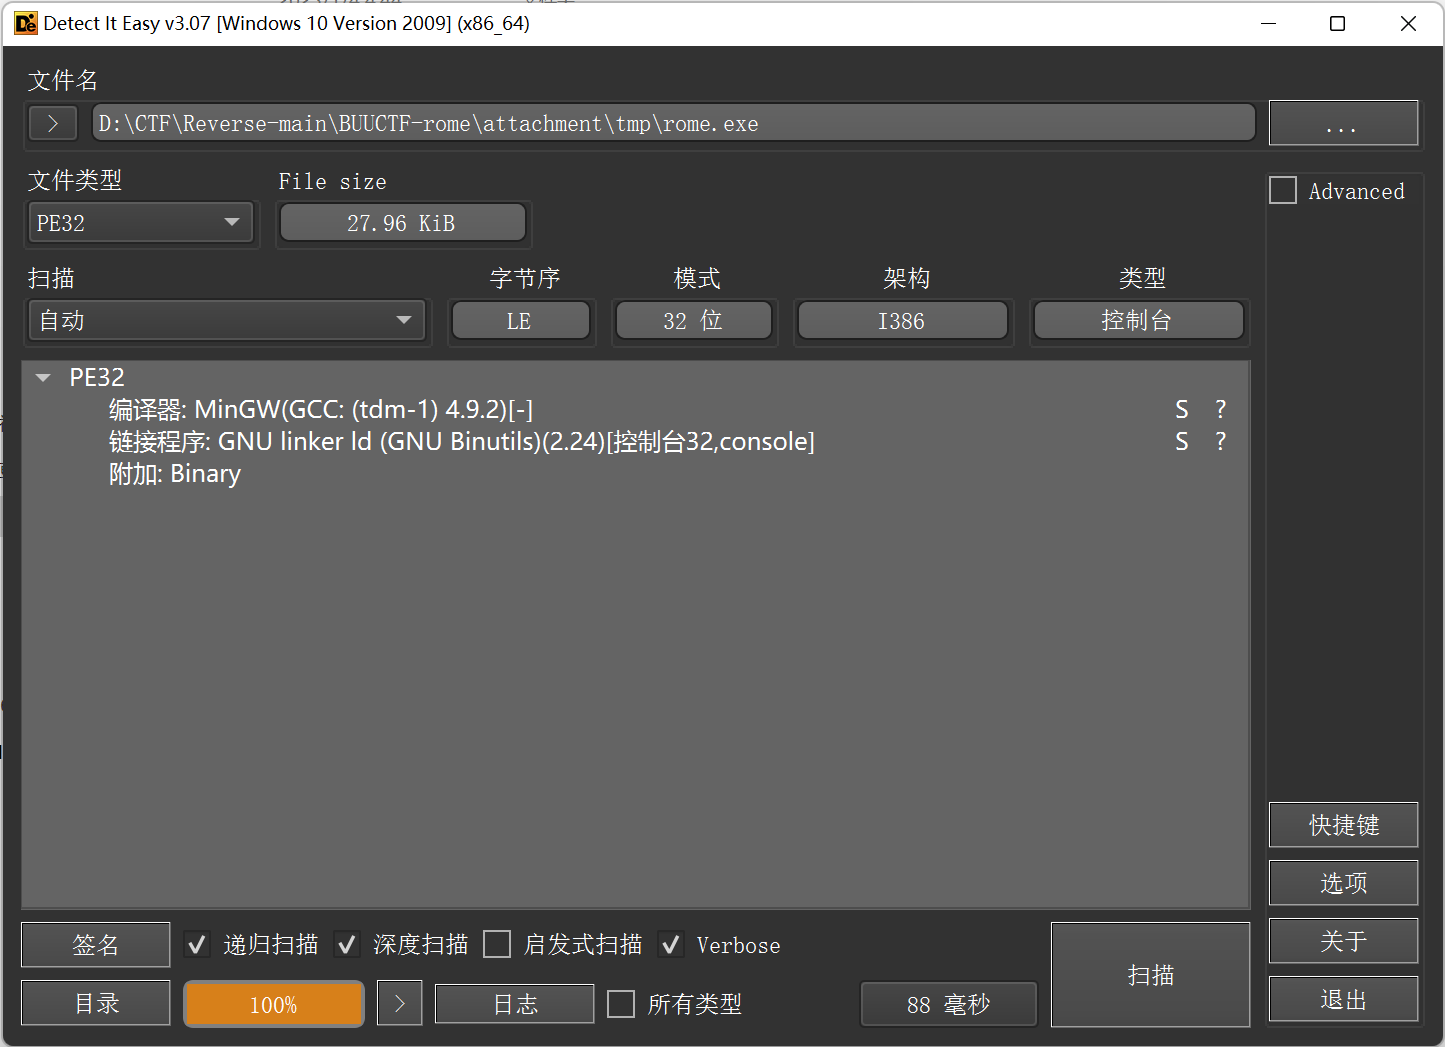 Detect It Easy v3.07 [Windows 10 Version 2009] (x86_64)
文件名
> D:\CTF\Reverse-main\BUUCTF-rome\attachment\tmp\rome.exe ...
文件类型 File size Advanced
PE32 27.96 KiB
扫描 字节序 模式 架构 类型
自动 LE 32 位 I386 控制台
PE32
编译器: MinGW(GCC: (tdm-1) 4.9.2)[-] S ?
链接程序: GNU linker ld (GNU Binutils)(2.24)[控制台32,console] S ?
附加: Binary
快捷键
选项
关于
退出
签名 递归扫描 深度扫描 启发式扫描 Verbose 扫描
目录 100% > 日志 所有类型 88 毫秒